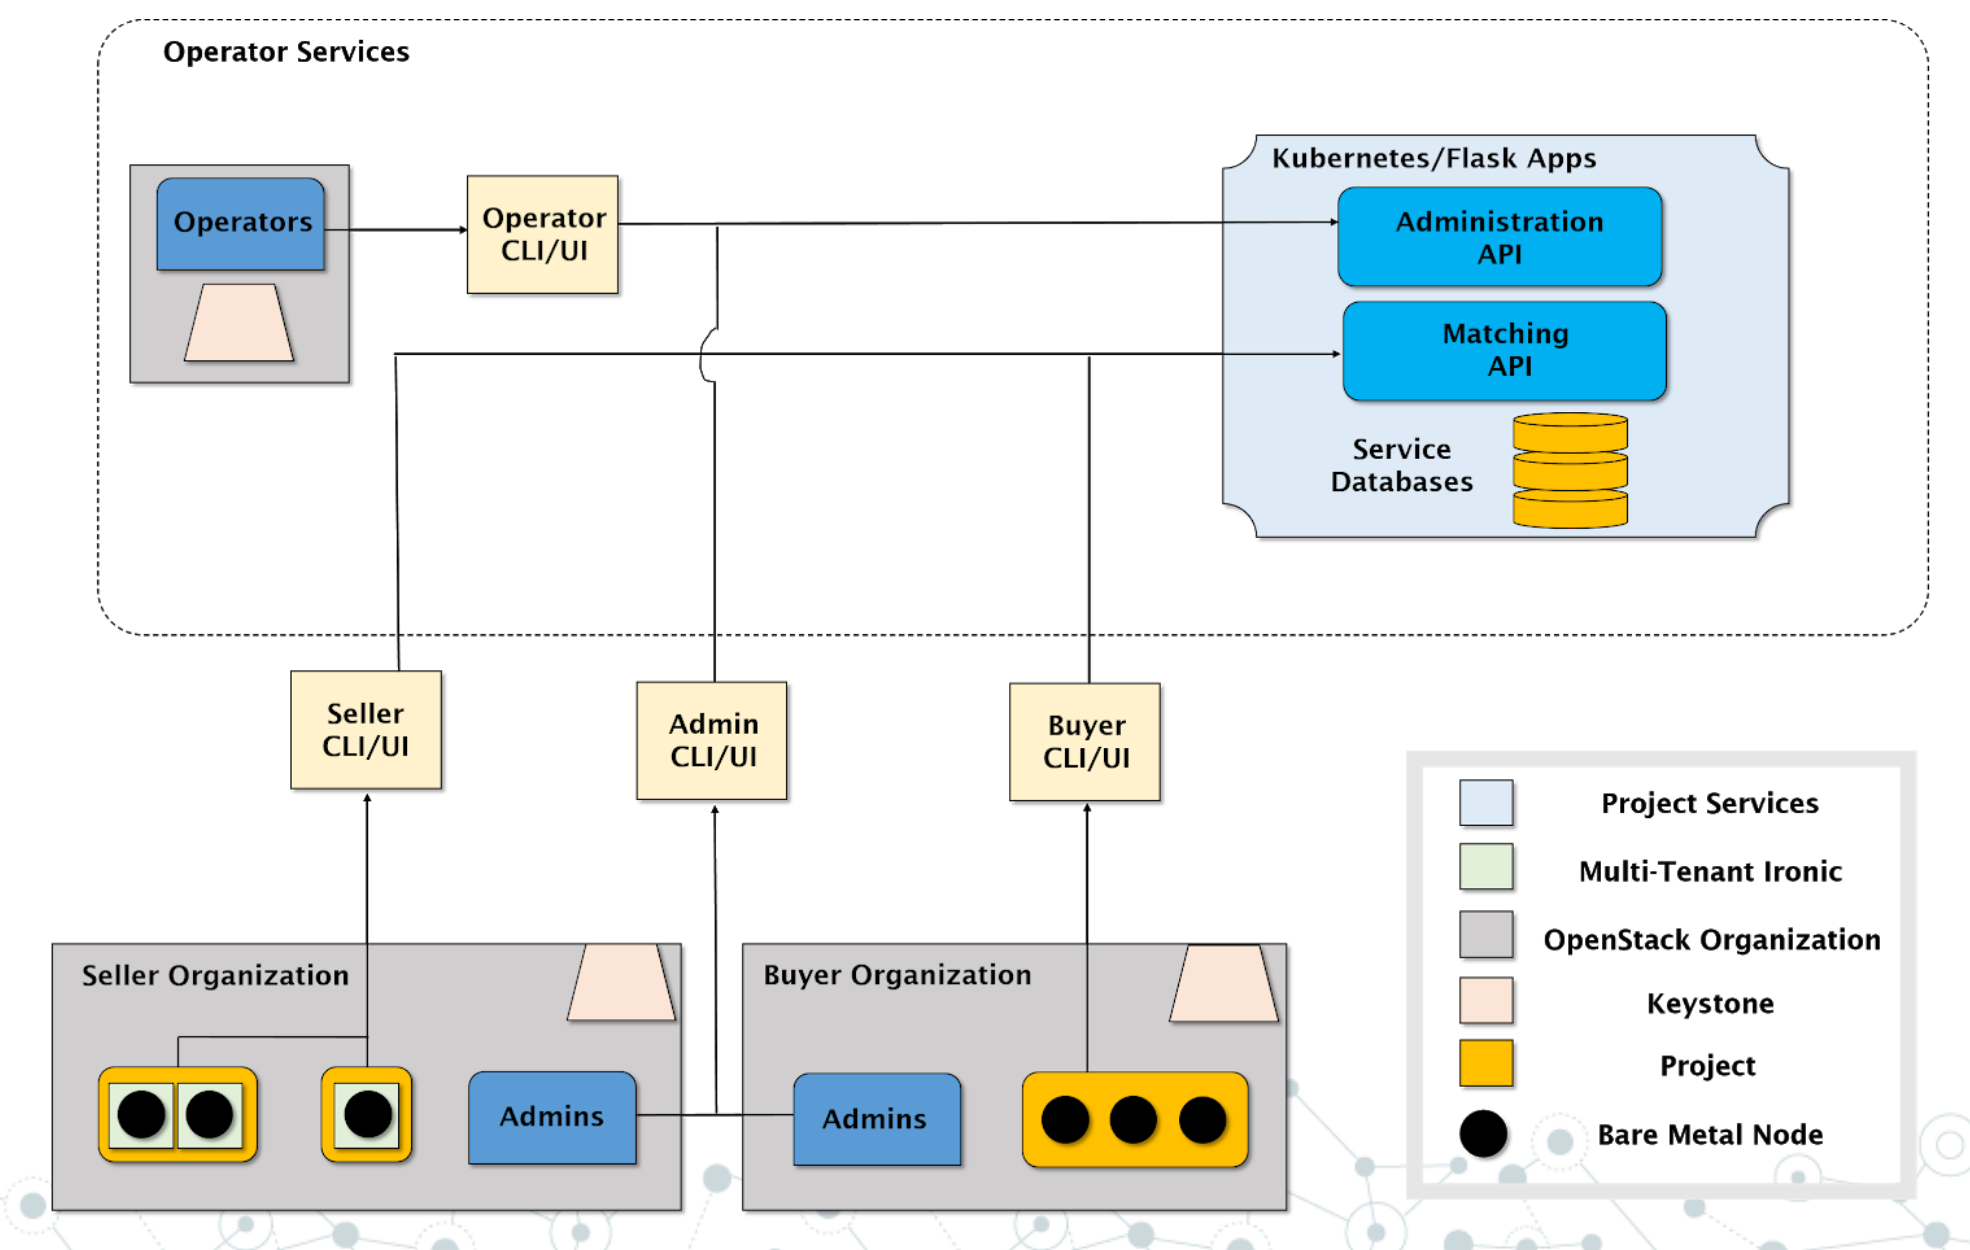 Operator Services
Kubernetes/Flask Apps
Operators
Operator
CLI/UI
Administration
API
Matching
API
Service
Databases
Seller
CLI/UI
Admin
CLI/UI
Buyer
CLI/UI
Seller Organization
Admins
Buyer Organization
Admins
Project Services
Multi-Tenant Ironic
OpenStack Organization
Keystone
Project
Bare Metal Node